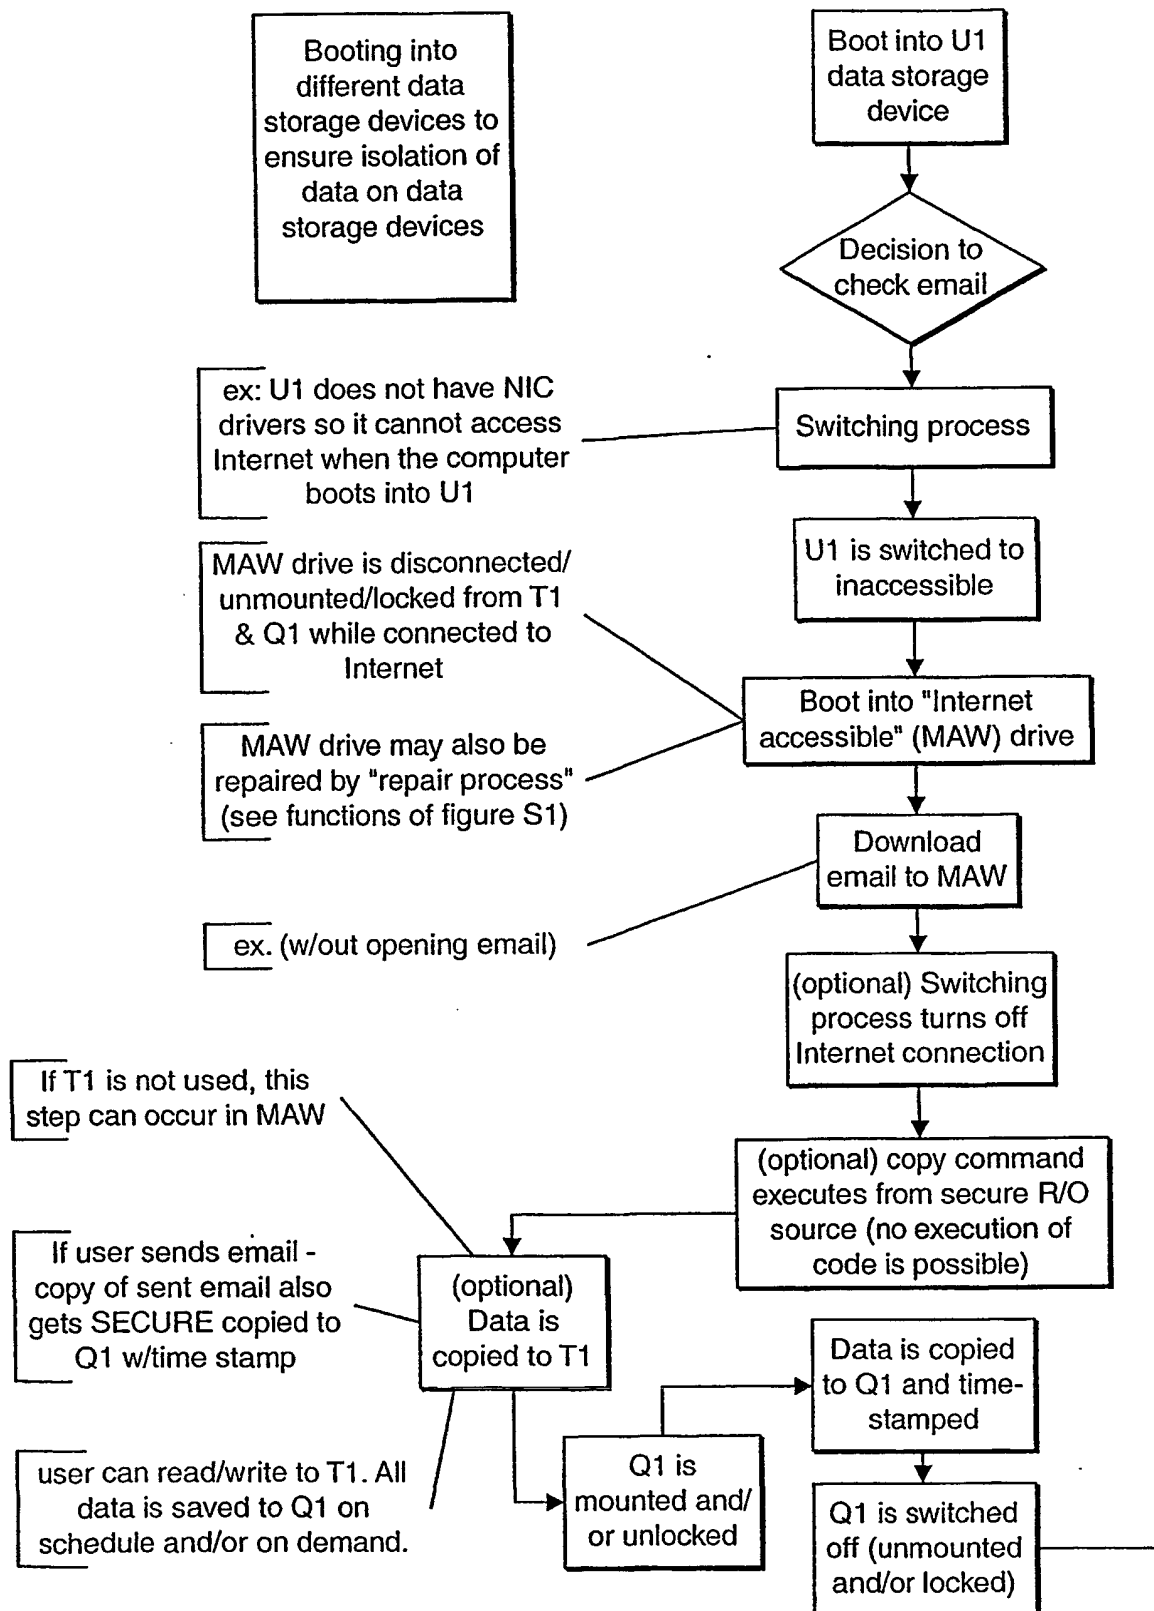 Booting into
different data
storage devices to
ensure isolation of
data on data
storage devices
Boot into U1
data storage
device
Decision to
check email
ex: U1 does not have NIC
drivers so it cannot access
Internet when the computer
boots into U1
Switching process
U1 is switched to
inaccessible
MAW drive is disconnected/
unmounted/locked from T1
& Q1 while connected to
Internet
Boot into "Internet
accessible" (MAW) drive
MAW drive may also be
repaired by "repair process"
(see functions of figure S1)
Download
email to MAW
ex. (w/out opening email)
(optional) Switching
process turns off
Internet connection
If T1 is not used, this
step can occur in MAW
(optional) copy command
executes from secure R/O
source (no execution of
code is possible)
If user sends email -
copy of sent email also
gets SECURE copied to
Q1 w/time stamp
(optional)
Data is
copied to T1
Data is copied
to Q1 and time-
stamped
user can read/write to T1. All
data is saved to Q1 on
schedule and/or on demand.
Q1 is
mounted and/
or unlocked
Q1 is switched
off (unmounted
and/or locked)